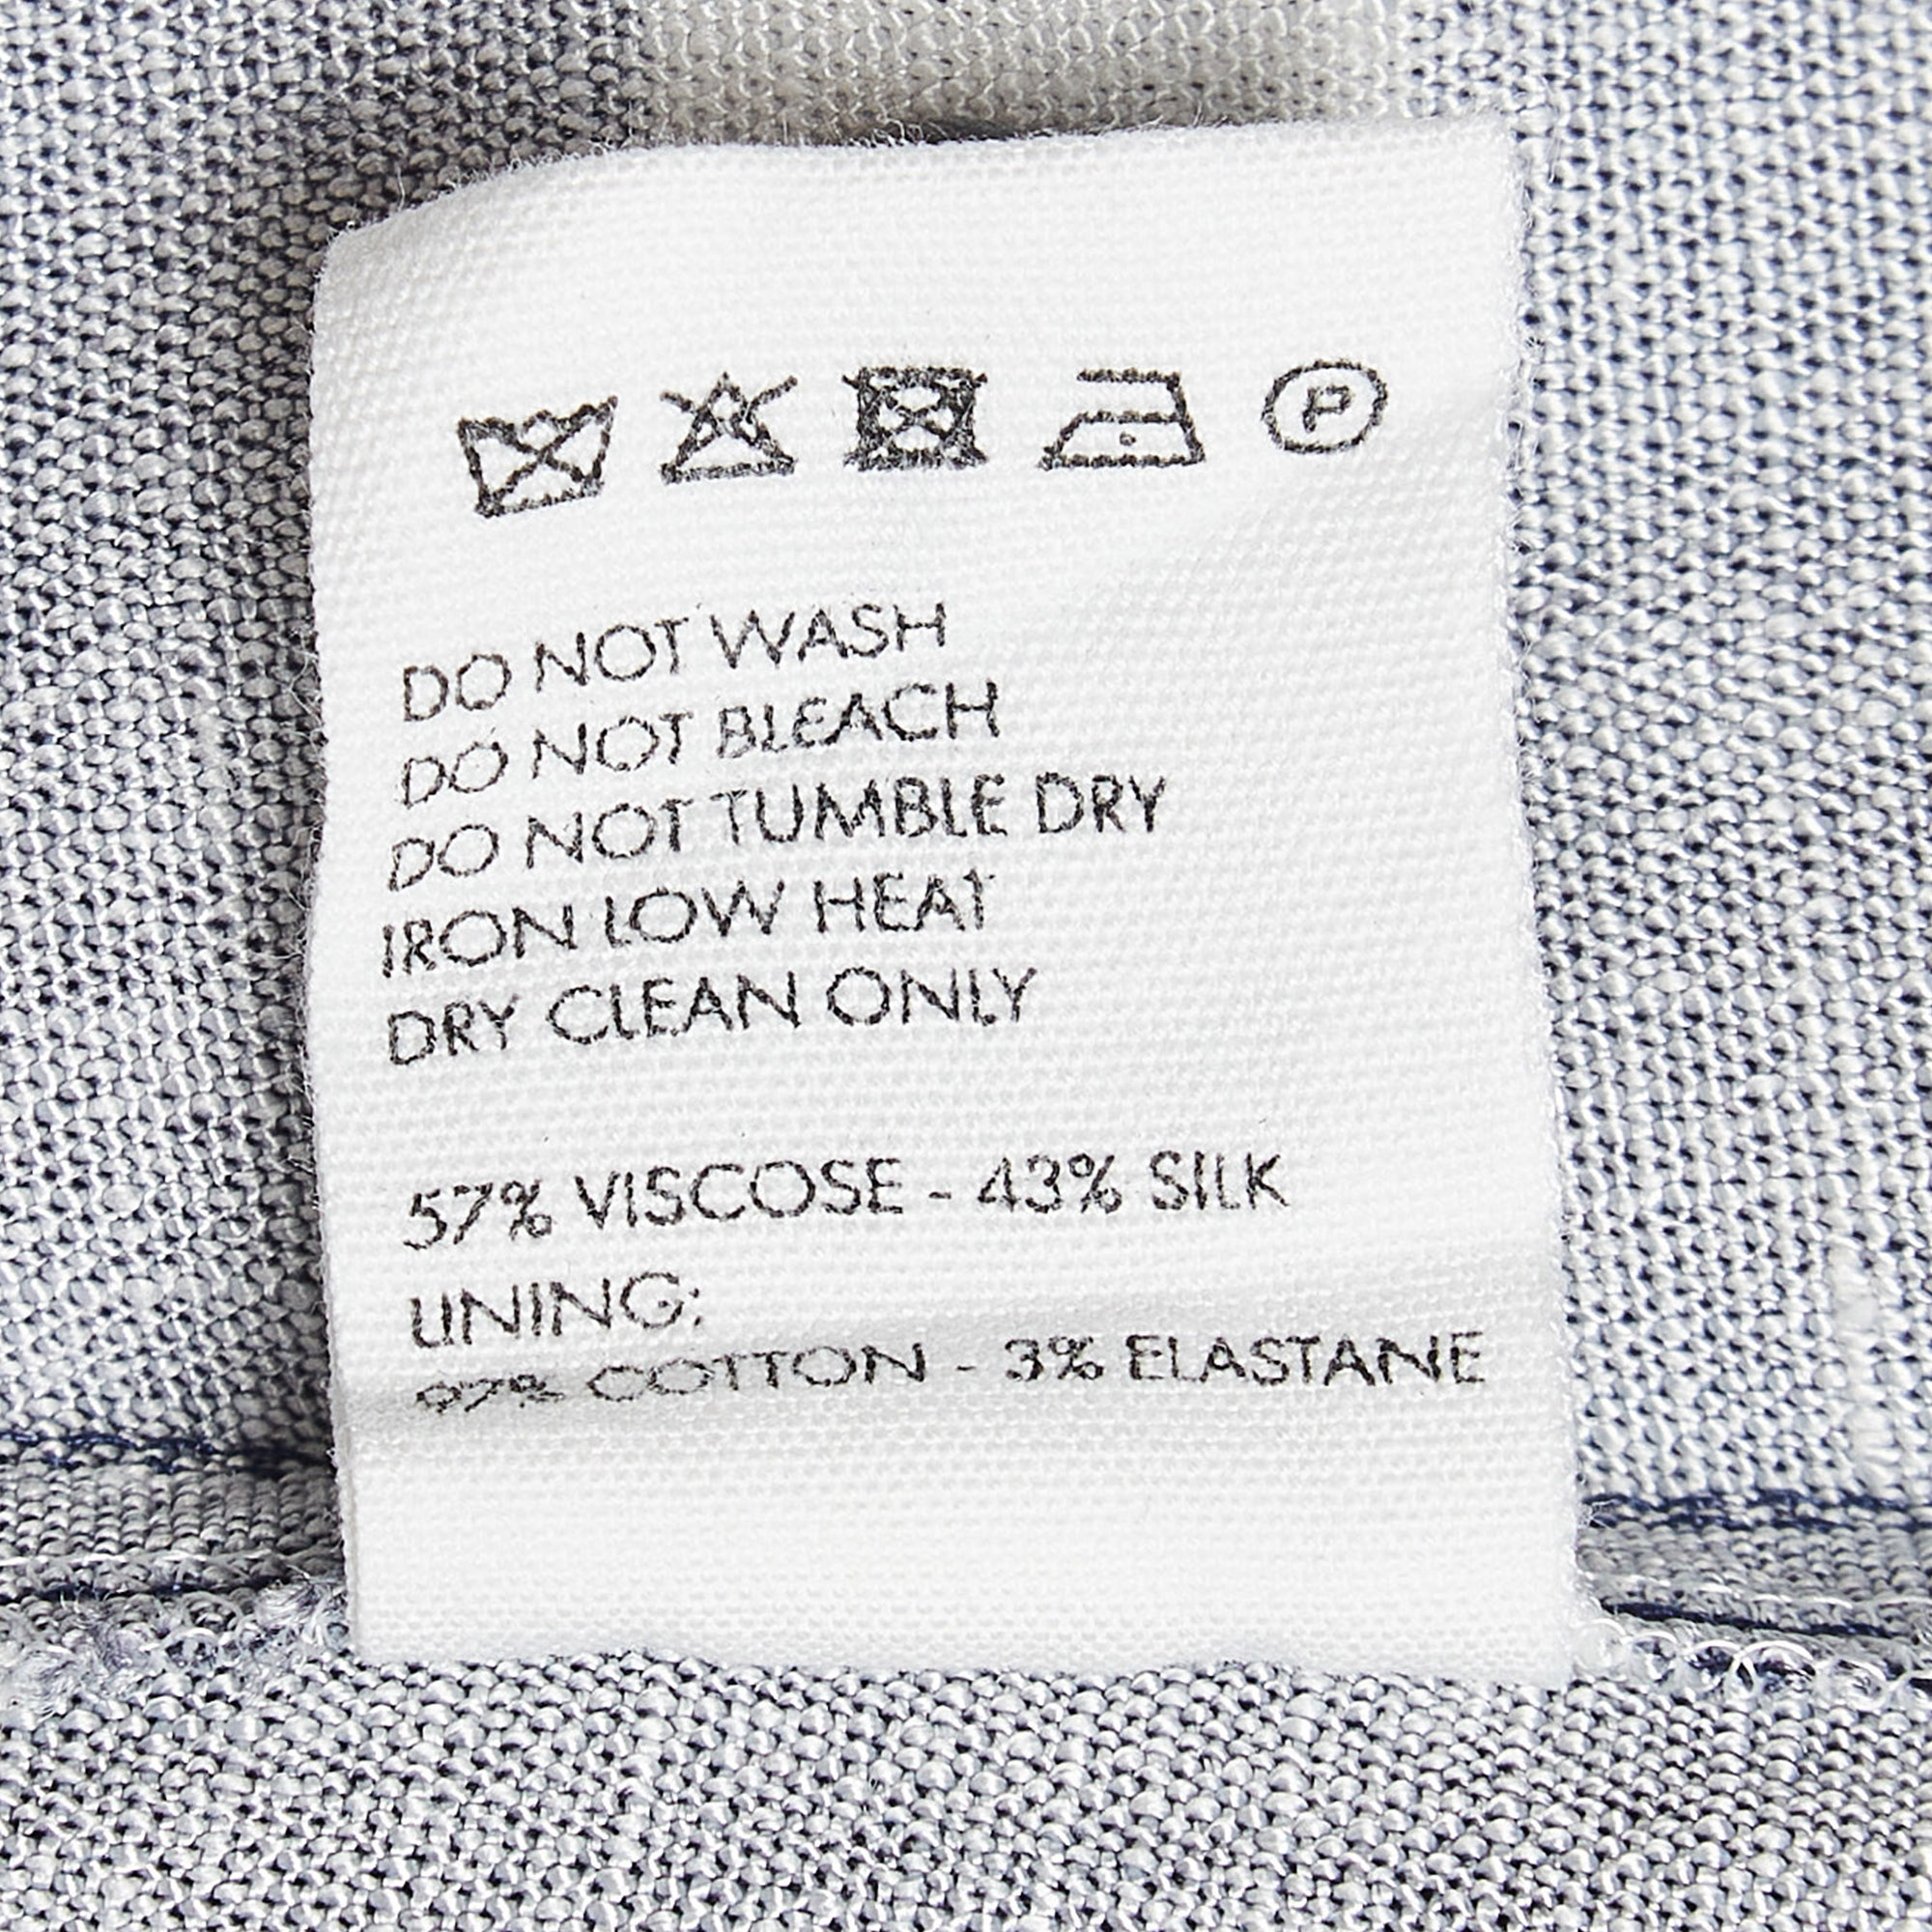 P
DO NOT WASH
DO NOT BLEACH
DO NOT TUMBLE DRY
IRON LOW HEAT
DRY CLEAN ONLY
57% VISCOSE - 43% SILK
LINING:
97% COTTON - 3% ELASTANE